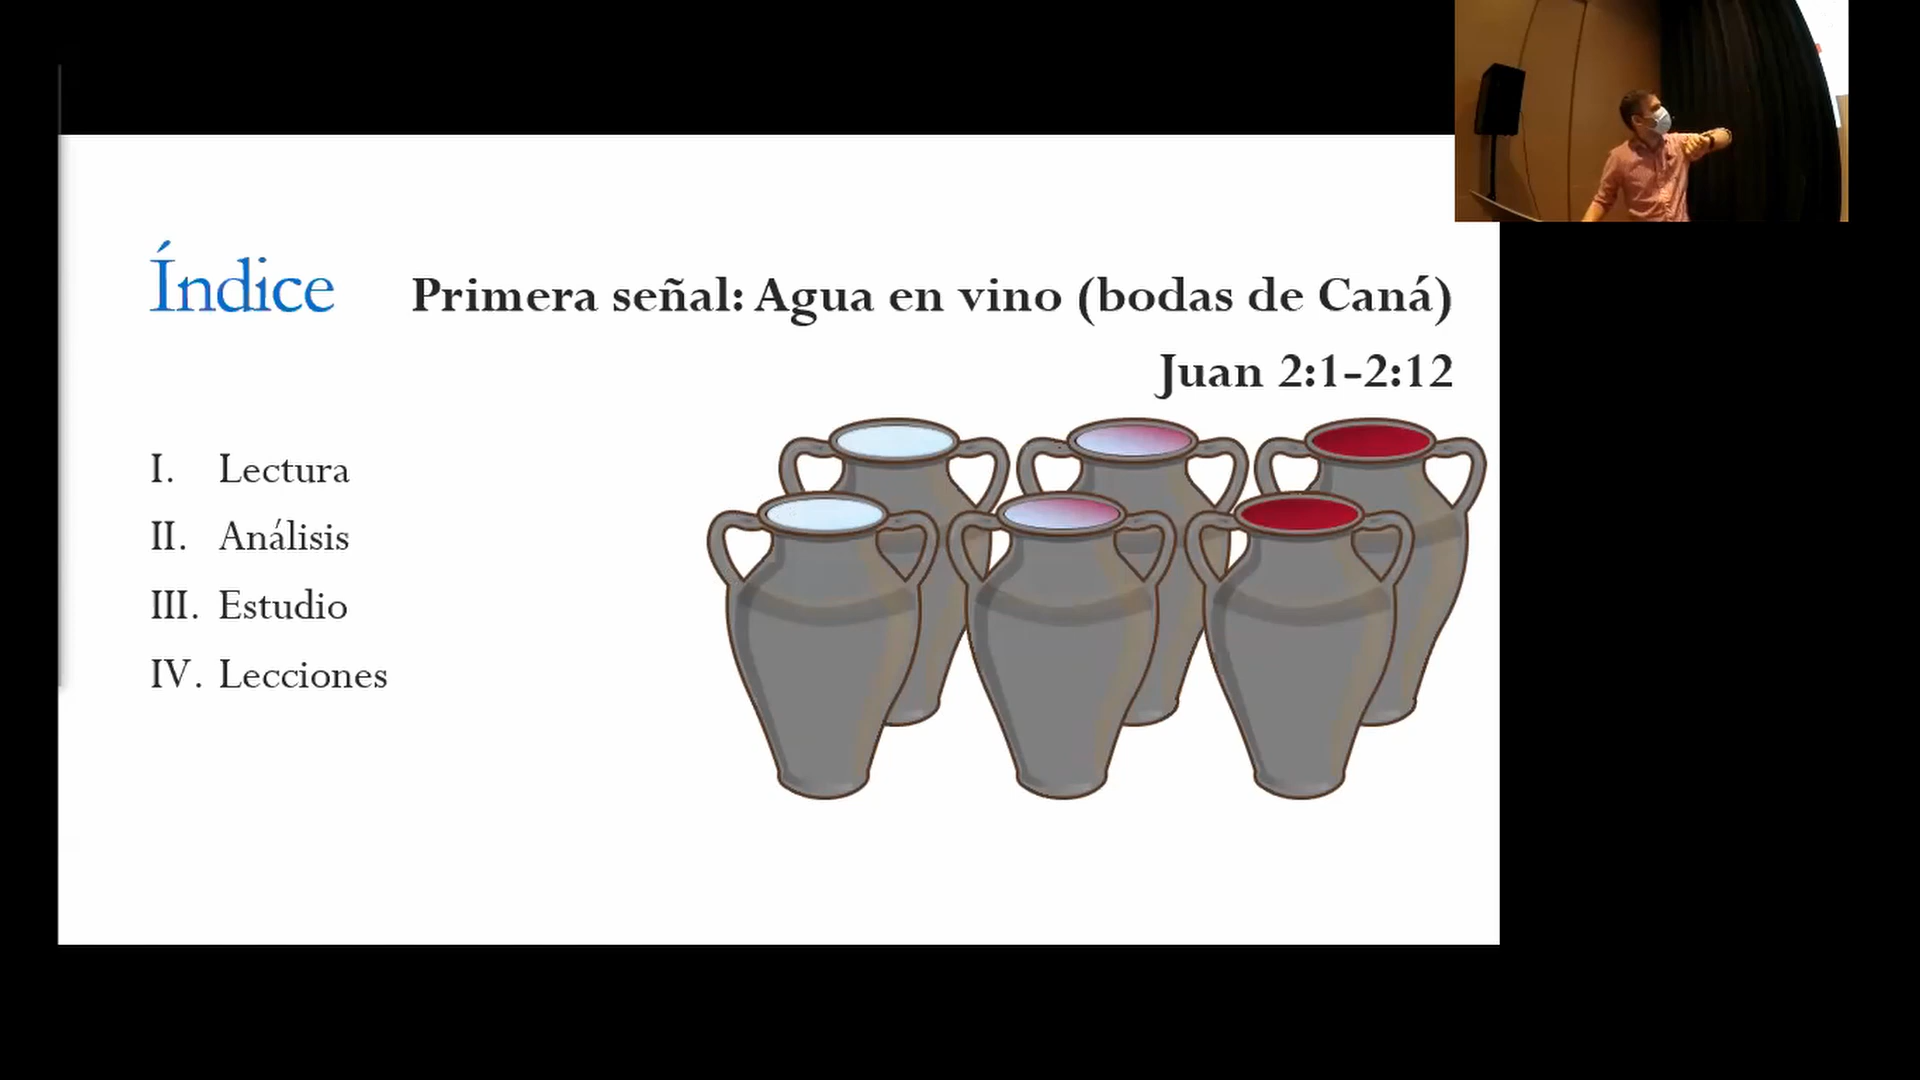 Índice
Primera señal: Agua en vino (bodas de Caná)
Juan 2:1-2:12
I. Lectura
II. Análisis
III. Estudio
IV. Lecciones